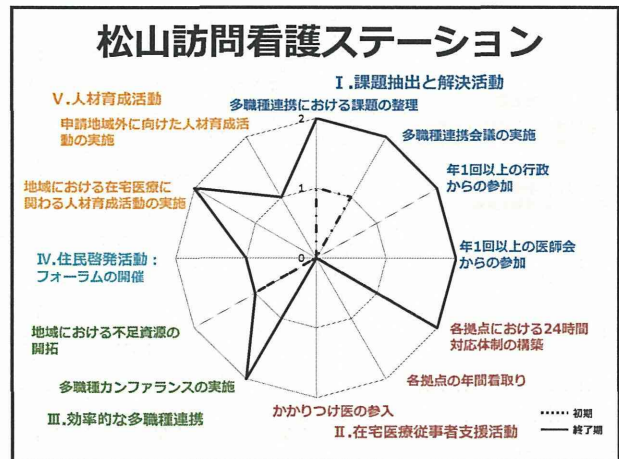 松山訪問看護ステーション
Ⅰ.課題抽出と解決活動
多職種連携における課題の整理
多職種連携会議の実施
年1回以上の行政
からの参加
年1回以上の医師会
からの参加
各拠点における24時間
対応体制の構築
各拠点の年間看取り
かかりつけ医の参入
Ⅱ.在宅医療従事者支援活動
多職種カンファランスの実施
Ⅲ.効率的な多職種連携
地域における不足資源の
開拓
Ⅳ.住民啓発活動：
フォーラムの開催
地域における在宅医療に
関わる人材育成活動の実施
Ⅴ.人材育成活動
申請地域外に向けた人材育成活
動の実施
2
1
0
初期
終了期